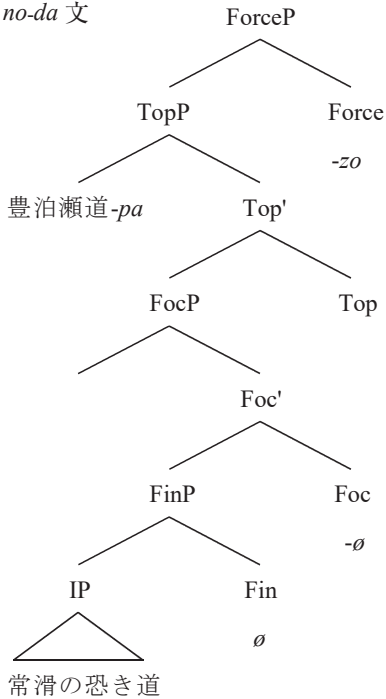 no-da 文
ForceP
TopP Force
-zo
豊泊瀬道-pa Top'
FocP Top
Foc'
FinP Foc
-ø
IP Fin
ø
常滑の恐き道